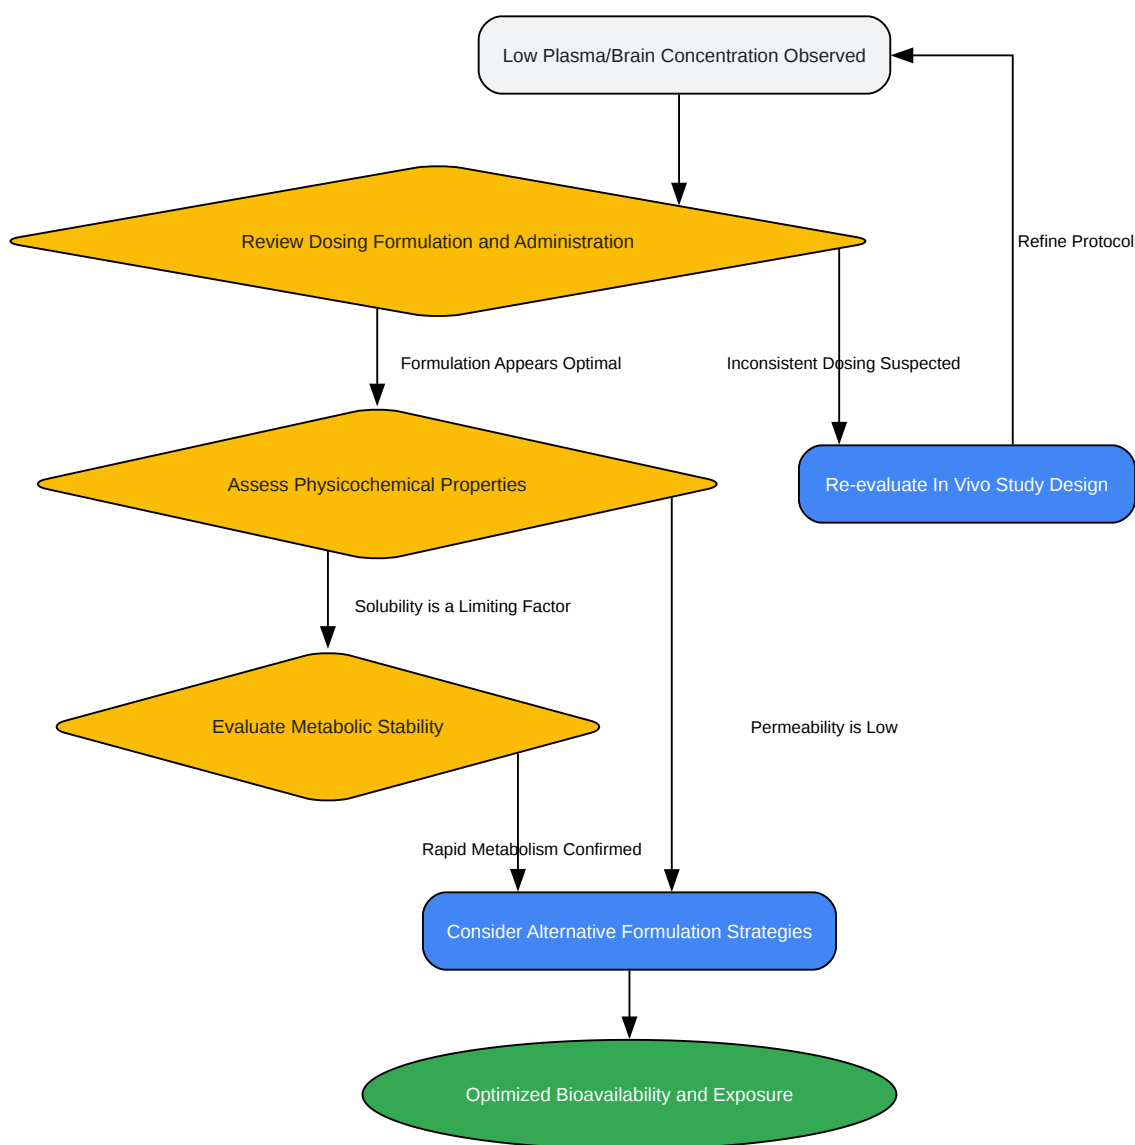 Low Plasma/Brain Concentration Observed
Review Dosing Formulation and Administration
Refine Protocol
Formulation Appears Optimal
Inconsistent Dosing Suspected
Assess Physicochemical Properties
Re-evaluate In Vivo Study Design
Solubility is a Limiting Factor
Evaluate Metabolic Stability
Permeability is Low
Rapid Metabolism Confirmed
Consider Alternative Formulation Strategies
Optimized Bioavailability and Exposure